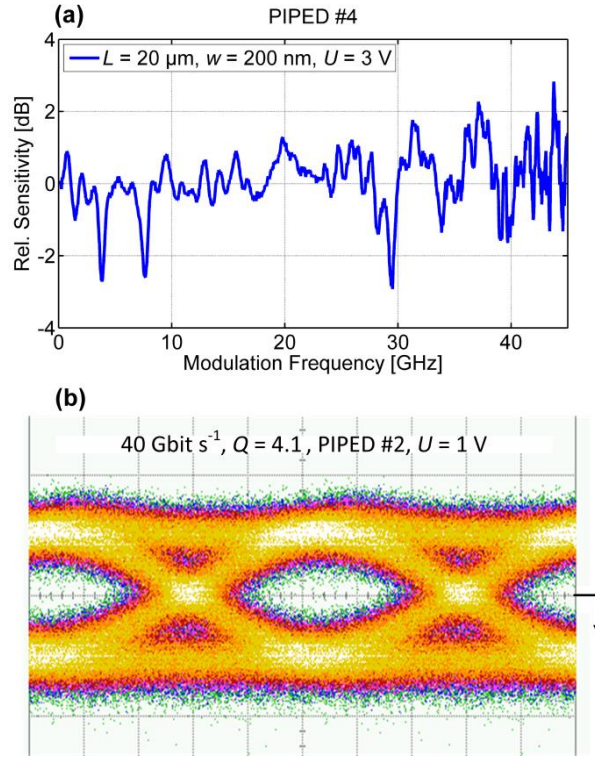 (a)
PIPED #4
L = 20 µm, w = 200 nm, U = 3 V
Rel. Sensitivity [dB]
4
2
0
-2
-4
0
10
20
30
40
Modulation Frequency [GHz]
(b)
40 Gbit s⁻¹, Q = 4.1 , PIPED #2, U = 1 V